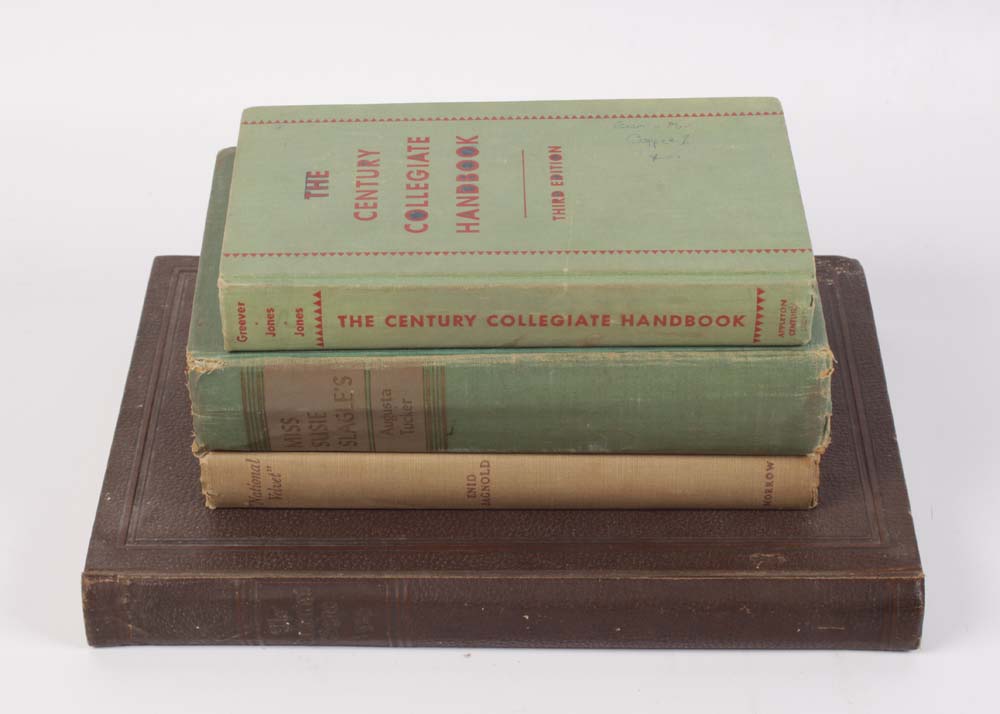 THE
CENTURY
COLLEGIATE
HANDBOOK
THIRD EDITION
Greever
Jones
Jones
THE CENTURY COLLEGIATE HANDBOOK
APPLETON
CENTURY
MISS
SUSIE
SLAGLE'S
Augusta
Tucker
"National
Velvet"
ENID
BAGNOLD
MORROW